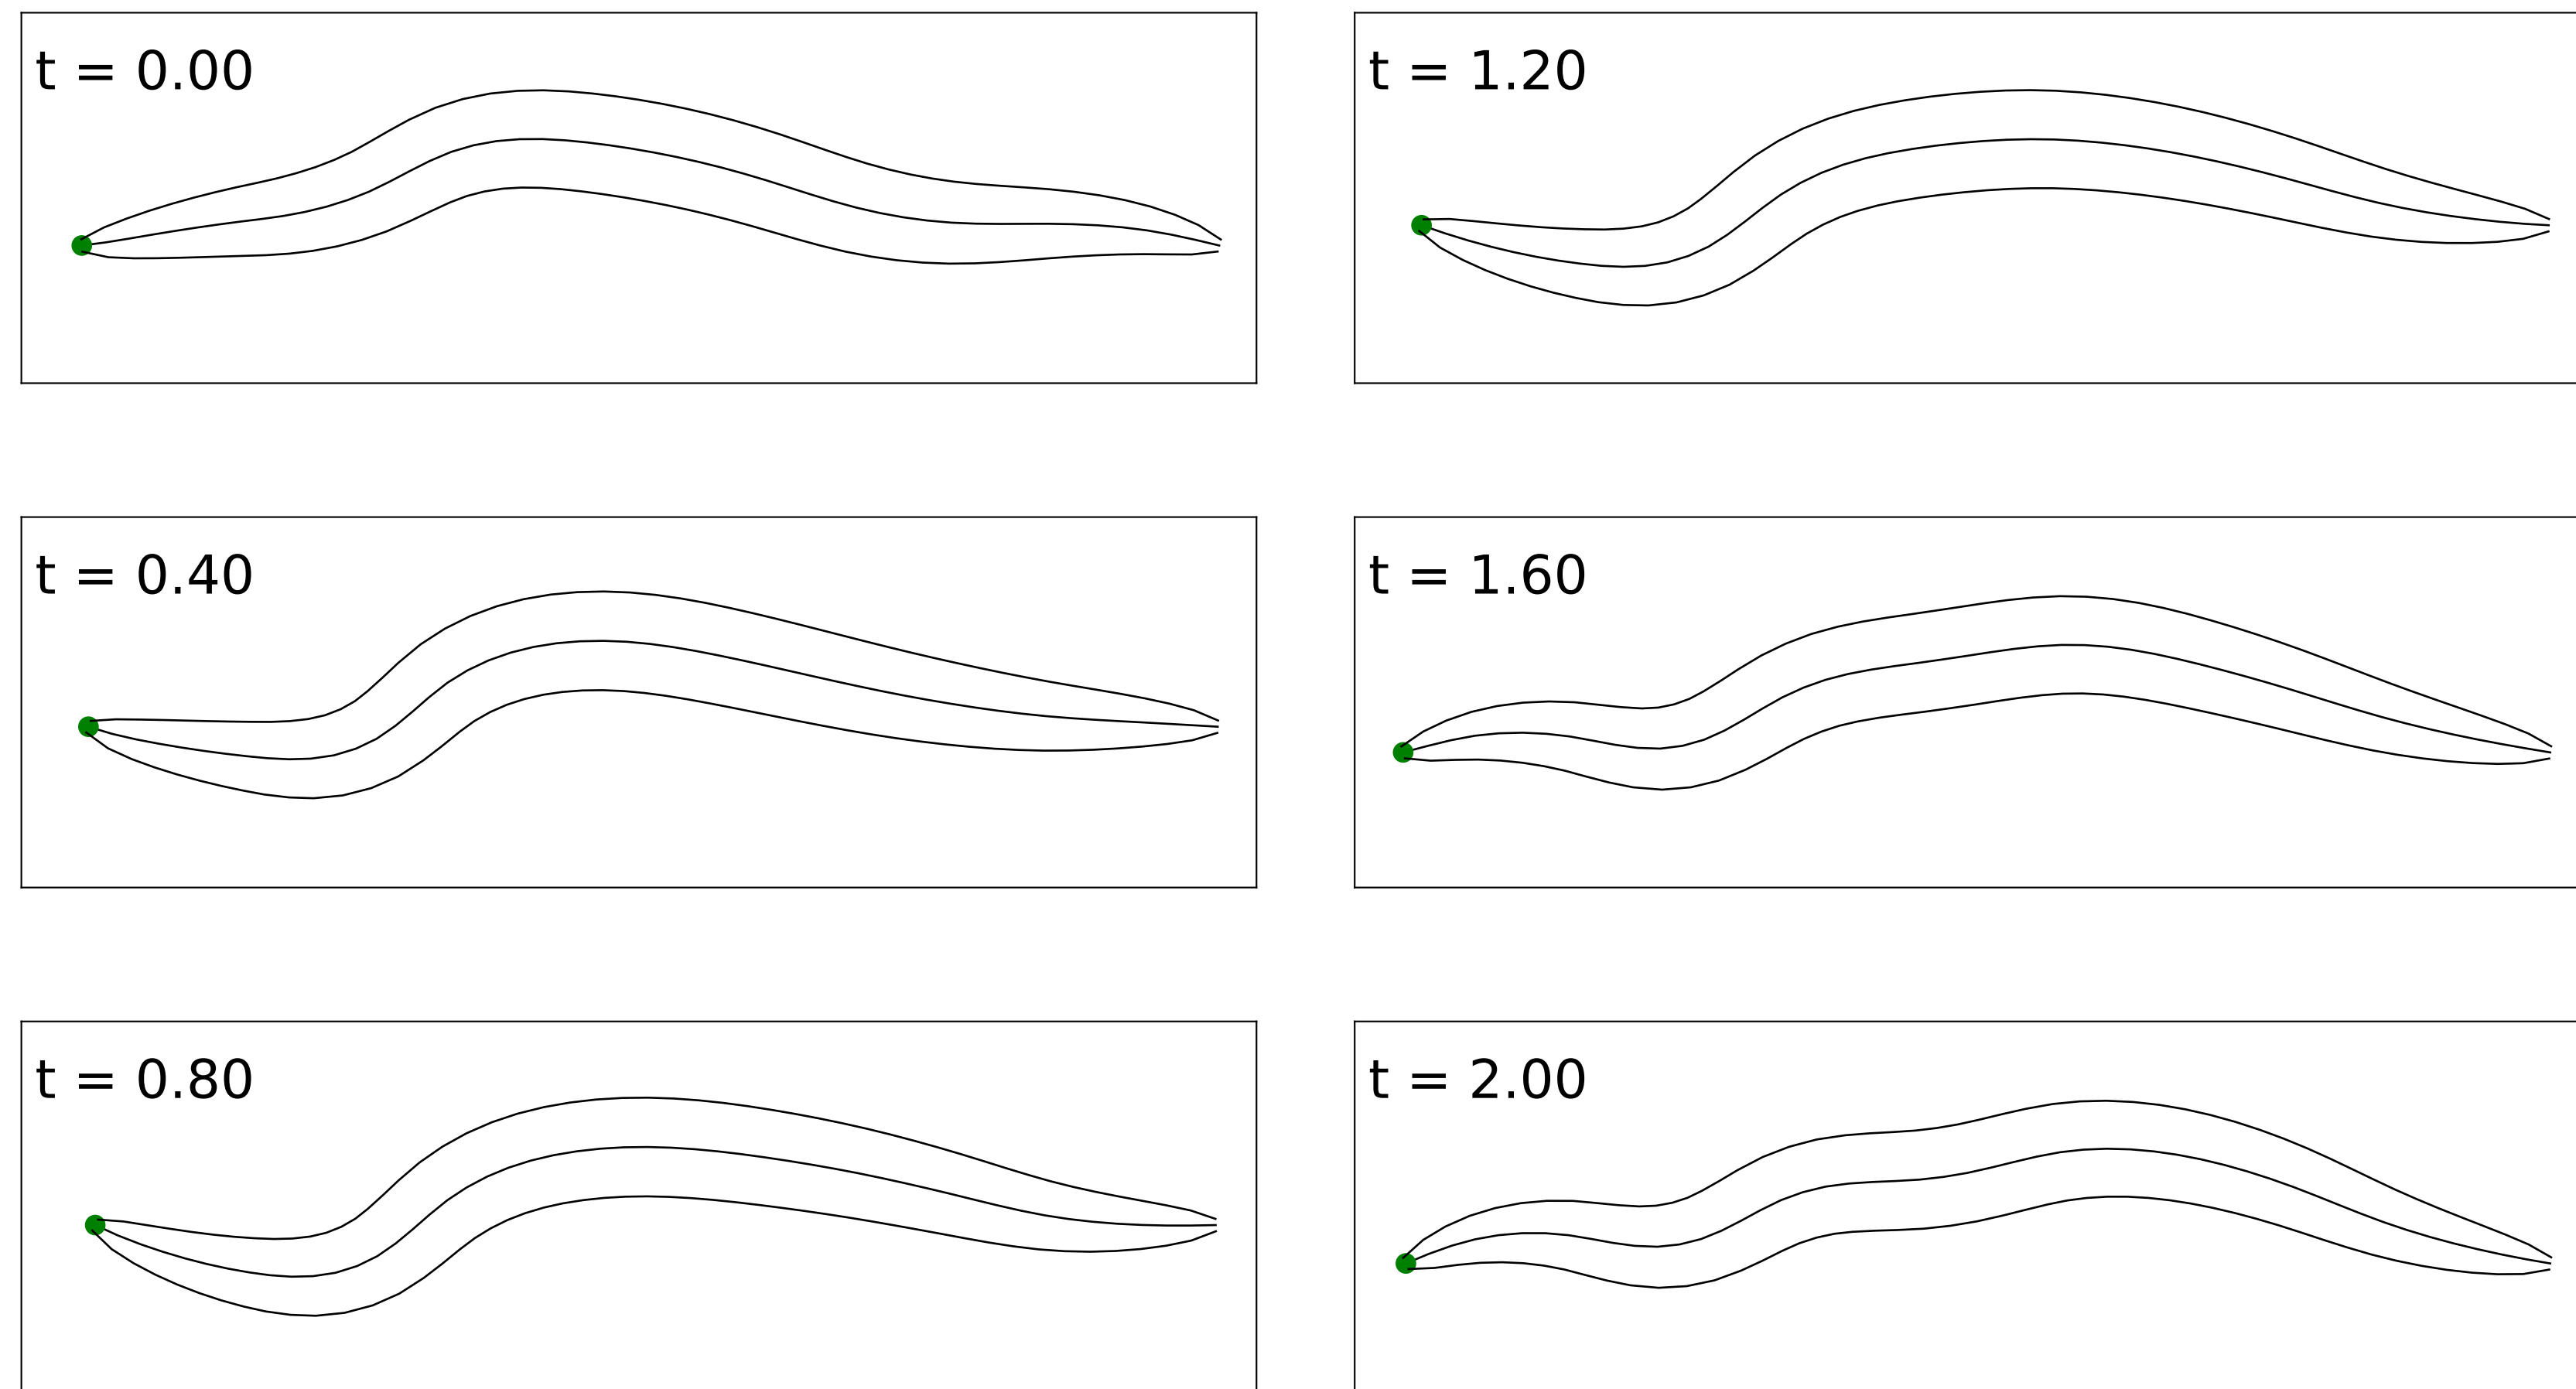 t = 0.00
t = 1.20
t = 0.40
t = 1.60
t = 0.80
t = 2.00